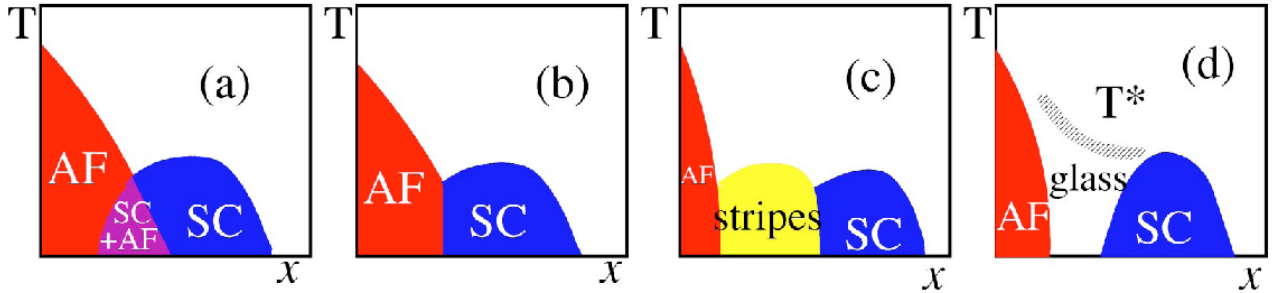 T
(a)
AF
SC
+AF
SC
x
T
(b)
AF
SC
x
T
(c)
AF
stripes
SC
x
T
(d)
T*
glass
AF
SC
x